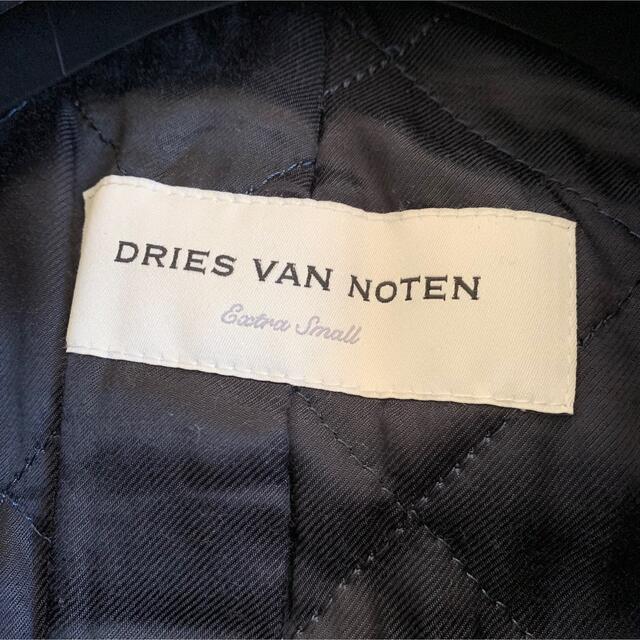 DRIES VAN NOTEN
Extra Small